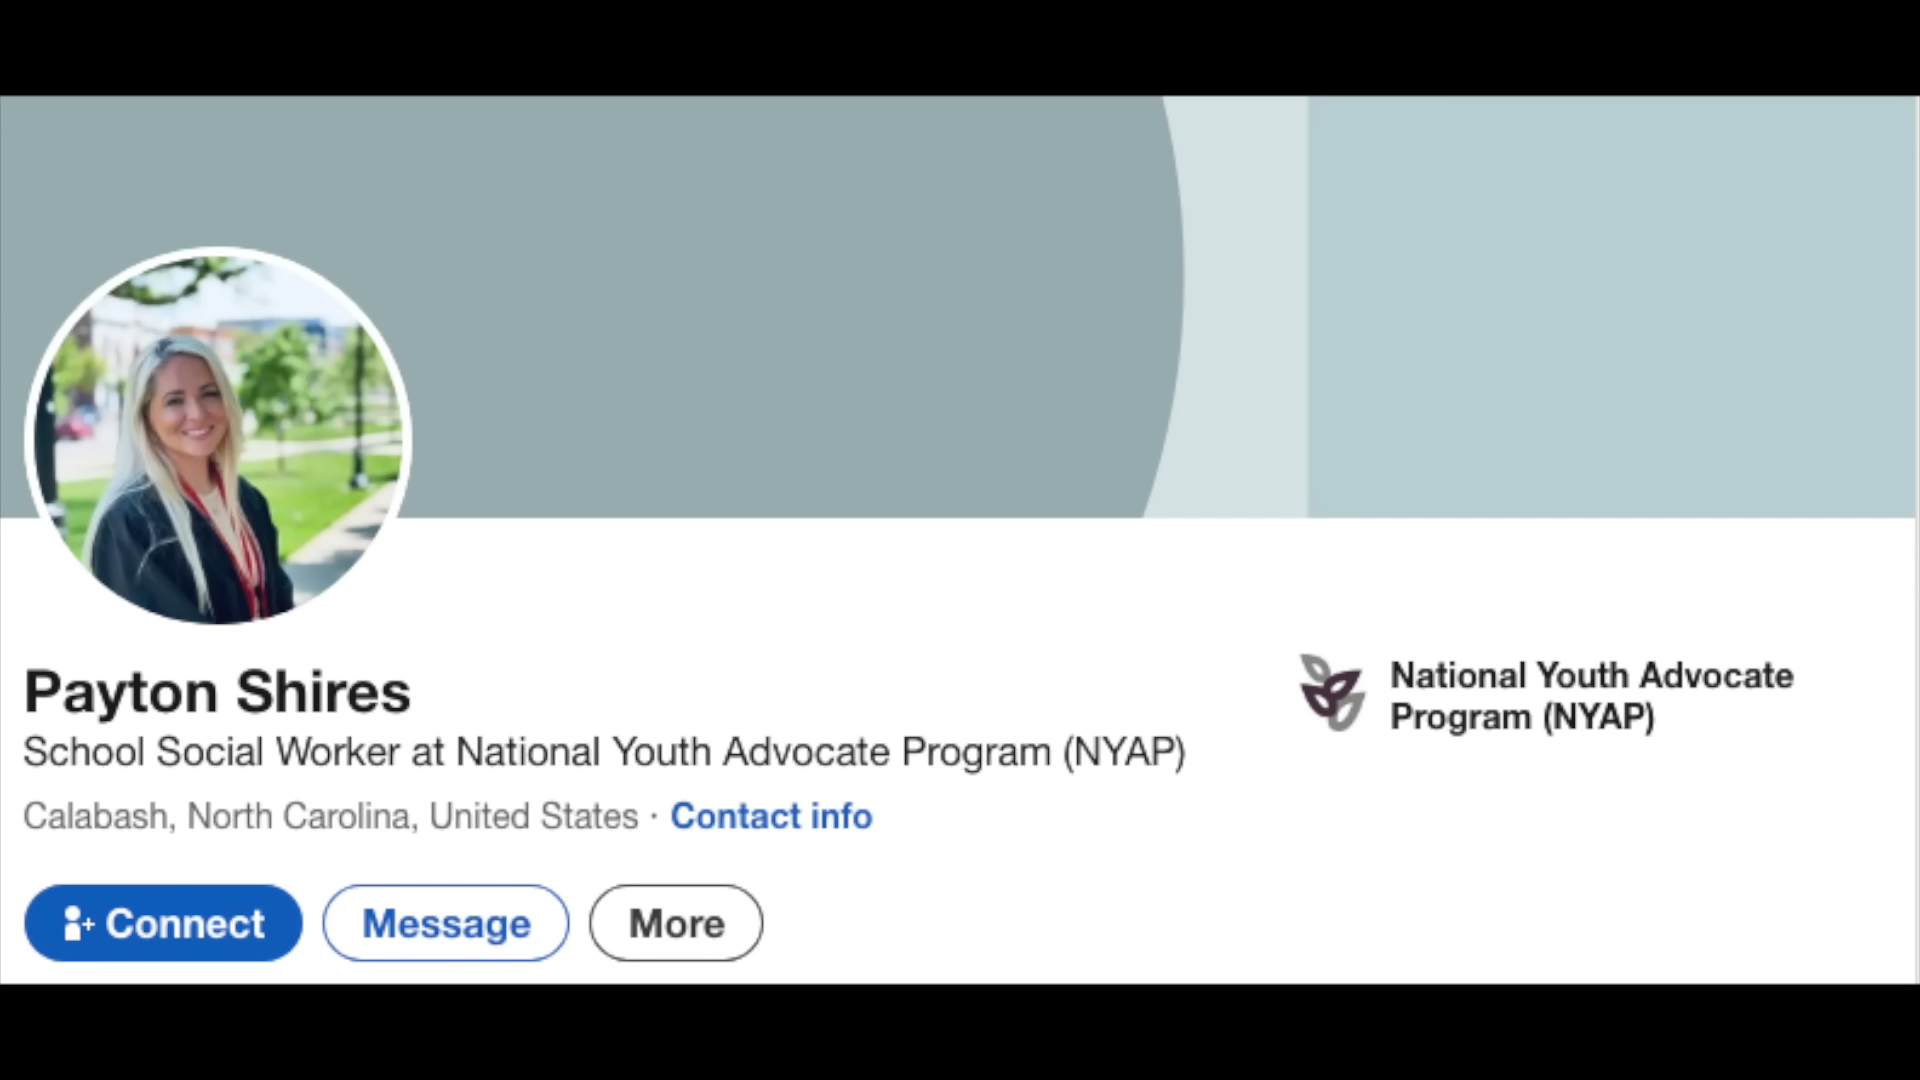 Payton Shires
School Social Worker at National Youth Advocate Program (NYAP)
Calabash, North Carolina, United States · Contact info
Connect
Message
More
National Youth Advocate
Program (NYAP)